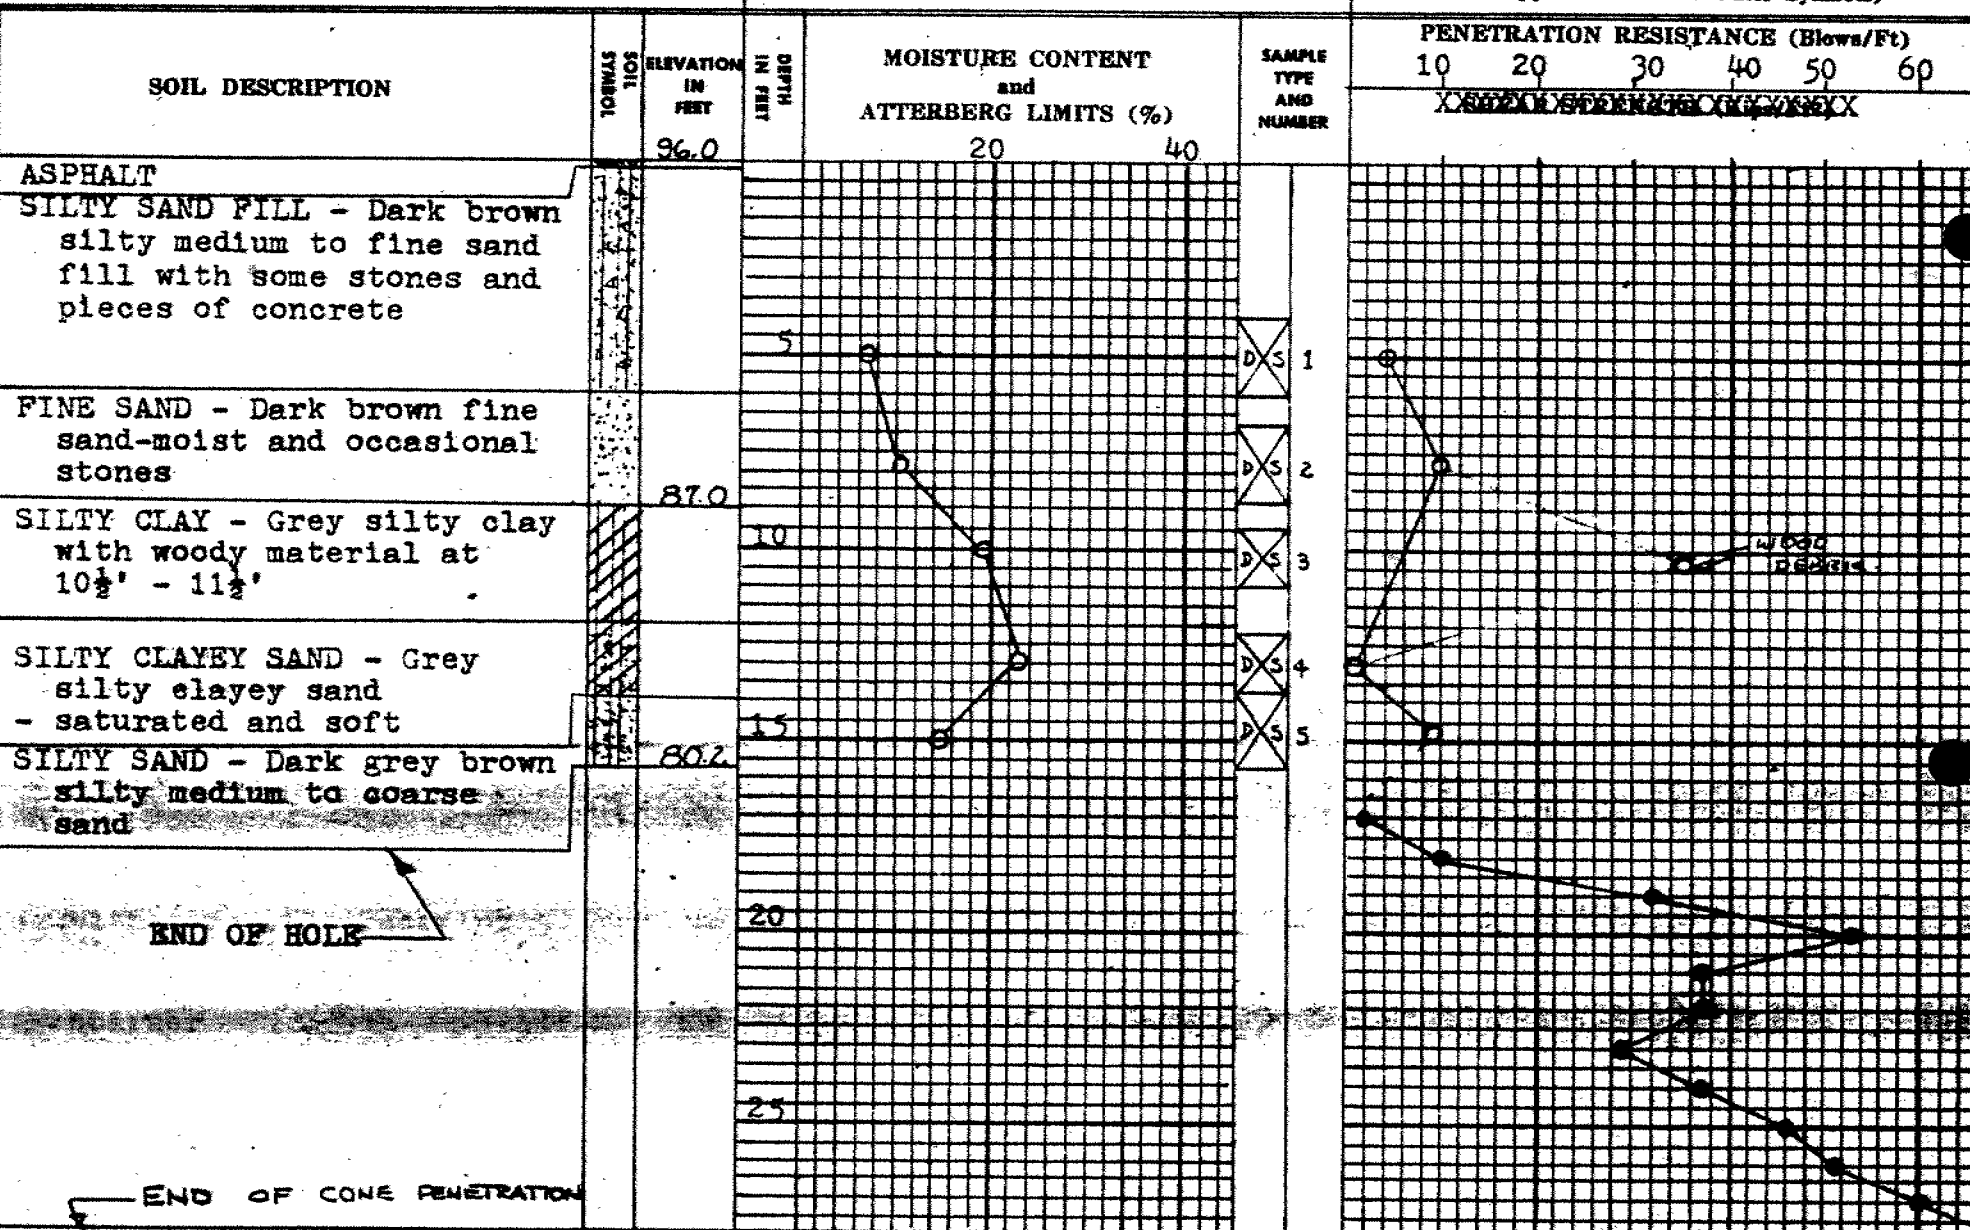 PENETRATION RESISTANCE (Blows/Ft)
10 20 30 40 50 60
SOIL DESCRIPTION
SOIL SYMBOL
ELEVATION IN FEET
DEPTH IN FEET
MOISTURE CONTENT
and
ATTERBERG LIMITS (%)
20 40
SAMPLE
TYPE
AND
NUMBER
96.0
ASPHALT
SILTY SAND FILL - Dark brown
silty medium to fine sand
fill with some stones and
pieces of concrete
5
D S 1
FINE SAND - Dark brown fine
sand-moist and occasional
stones
D S 2
87.0
SILTY CLAY - Grey silty clay
with woody material at
10½' - 11½'
10
D S 3
WOOD
DEBRIS
SILTY CLAYEY SAND - Grey
silty clayey sand
- saturated and soft
D S 4
15
D S 5
80.2
SILTY SAND - Dark grey brown
silty medium to coarse
sand
20
END OF HOLE
25
END OF CONE PENETRATION